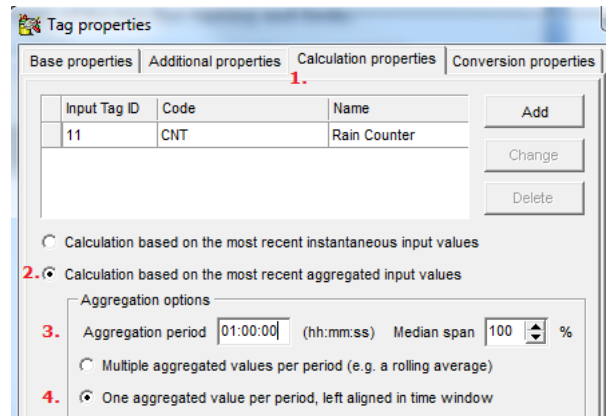 Tag properties
Base properties Additional properties Calculation properties Conversion properties
1.
Input Tag ID Code Name Add
11 CNT Rain Counter
Change
Delete
Calculation based on the most recent instantaneous input values
2. Calculation based on the most recent aggregated input values
Aggregation options
3. Aggregation period 01:00:00 (hh:mm:ss) Median span 100 %
Multiple aggregated values per period (e.g. a rolling average)
4. One aggregated value per period, left aligned in time window